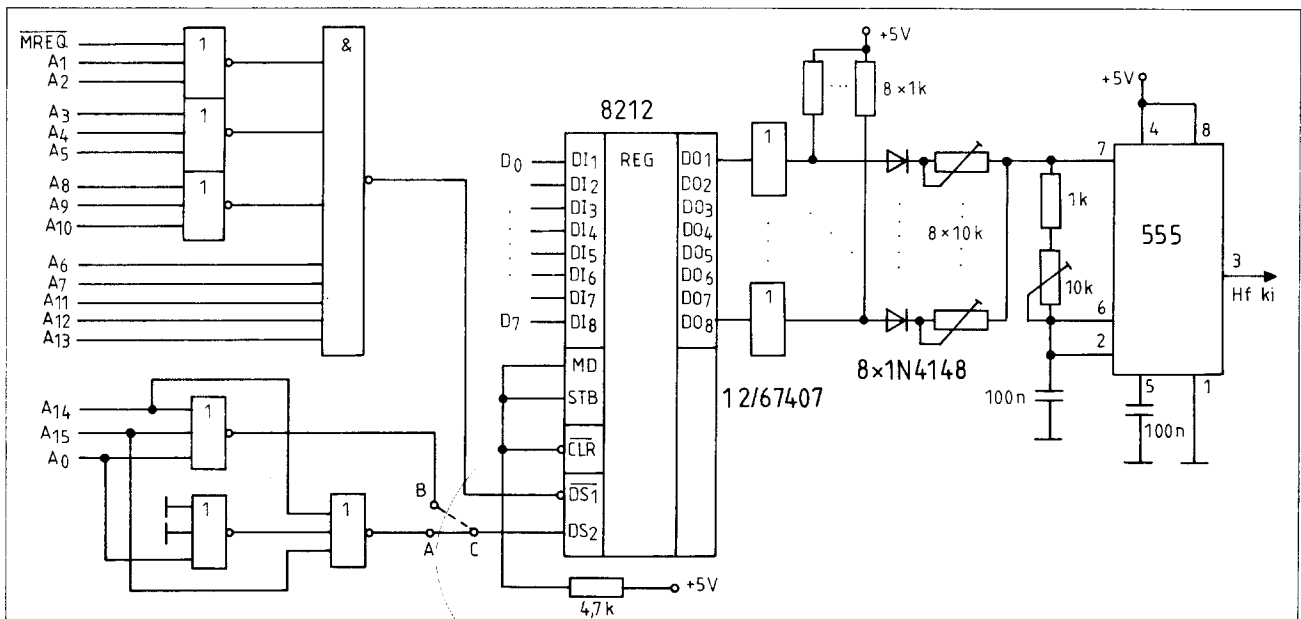 M̅R̅E̅Q̅
A1
A2
A3
A4
A5
A8
A9
A10
A6
A7
A11
A12
A13
1
1
1
&
A14
A15
A0
1
1
1
B
A
C
8212
REG
D0
D7
DI1
DI2
DI3
DI4
DI5
DI6
DI7
DI8
MD
STB
C̅L̅R̅
D̅S̅1̅
DS2
DO1
DO2
DO3
DO4
DO5
DO6
DO7
DO8
4,7k
+5V
1
1
12/67407
+5V
8×1k
8×10k
8×1N4148
+5V
4
8
7
1k
10k
555
3
Hf ki
6
2
5
1
100n
100n